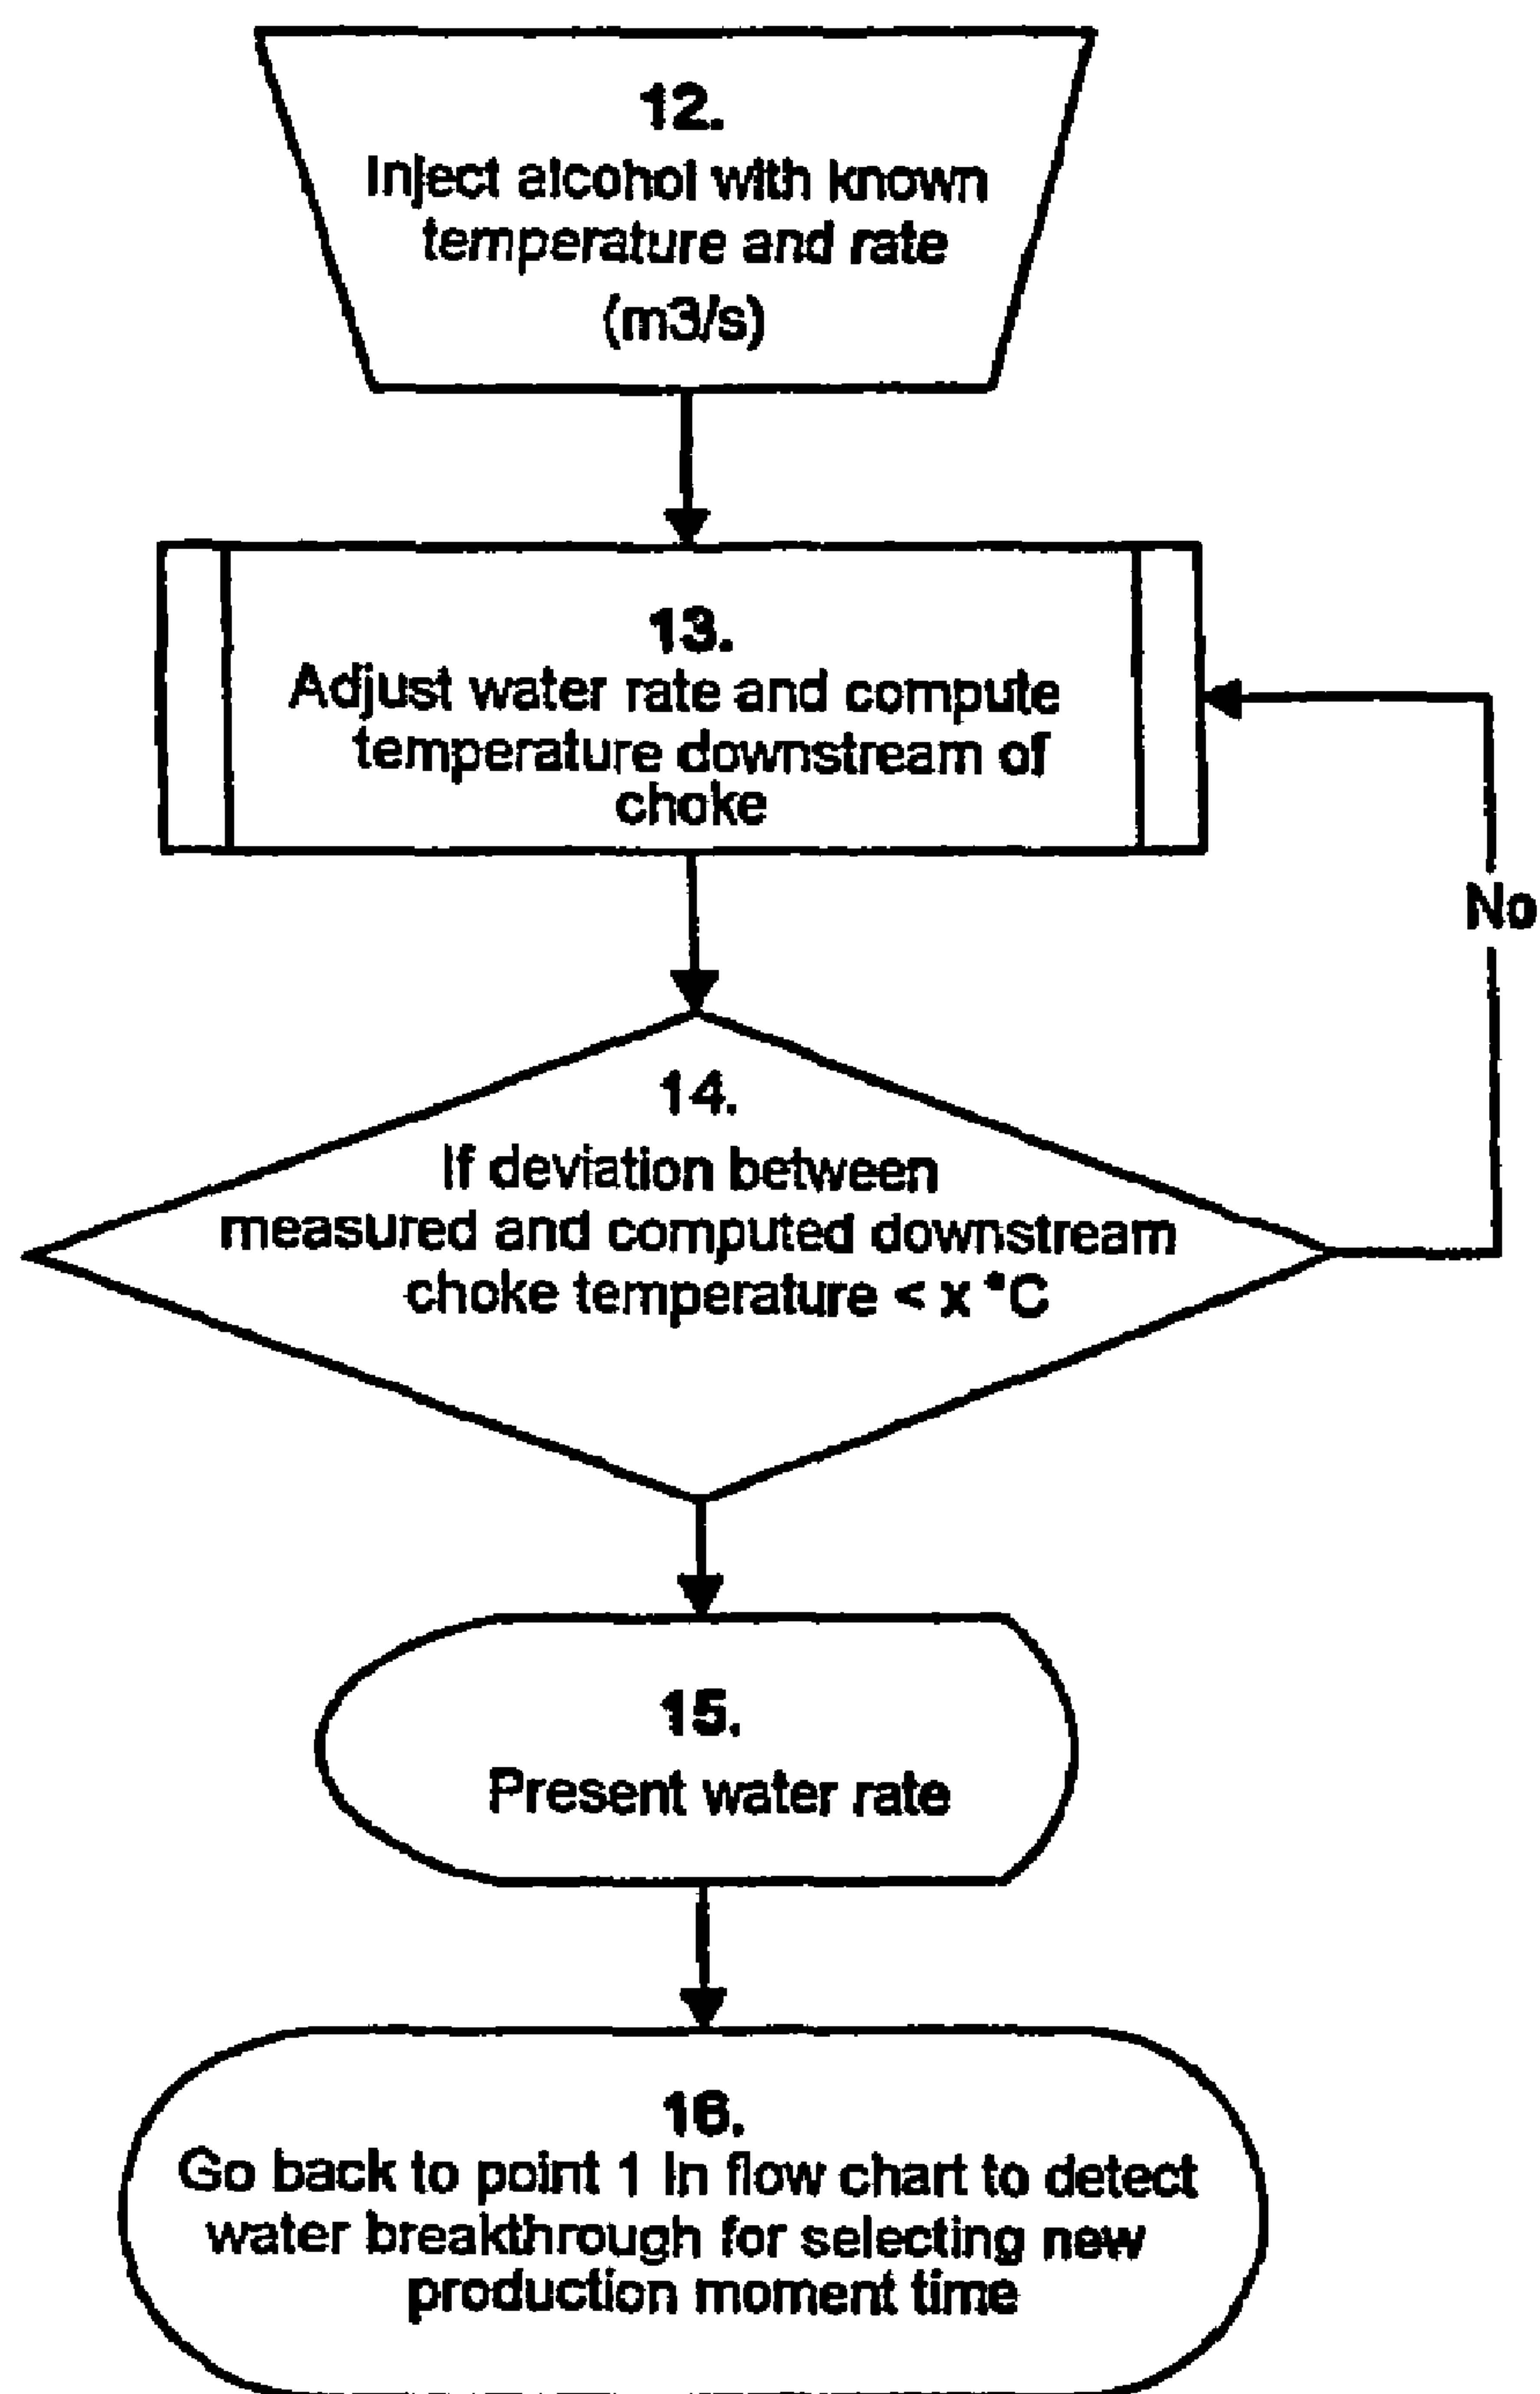 12.
Inject alcohol with known
temperature and rate
(m3/s)
13.
Adjust water rate and compute
temperature downstream of
choke
No
14.
If deviation between
measured and computed downstream
choke temperature < x °C
15.
Present water rate
16.
Go back to point 1 in flow chart to detect
water breakthrough for selecting new
production moment time